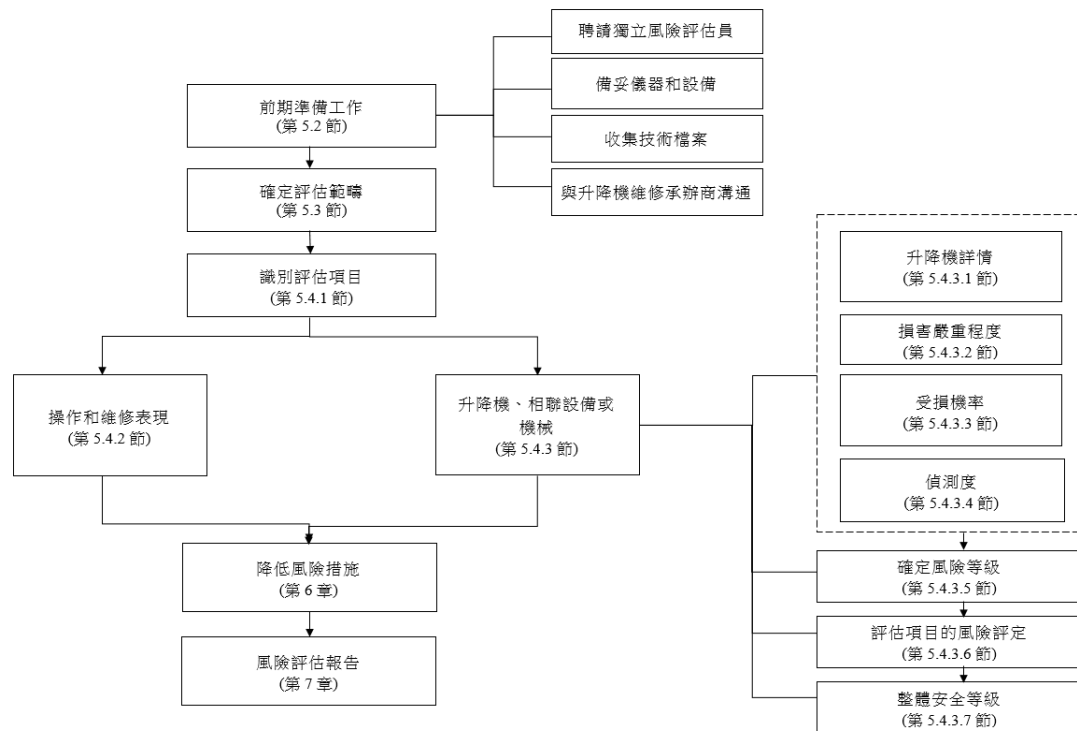 聘請獨立風險評估員
備妥儀器和設備
收集技術檔案
與升降機維修承辦商溝通
前期準備工作
(第 5.2 節)
確定評估範疇
(第 5.3 節)
識別評估項目
(第 5.4.1 節)
操作和維修表現
(第 5.4.2 節)
升降機、相聯設備或
機械
(第 5.4.3 節)
升降機詳情
(第 5.4.3.1 節)
損害嚴重程度
(第 5.4.3.2 節)
受損機率
(第 5.4.3.3 節)
偵測度
(第 5.4.3.4 節)
確定風險等級
(第 5.4.3.5 節)
評估項目的風險評定
(第 5.4.3.6 節)
整體安全等級
(第 5.4.3.7 節)
降低風險措施
(第 6 章)
風險評估報告
(第 7 章)